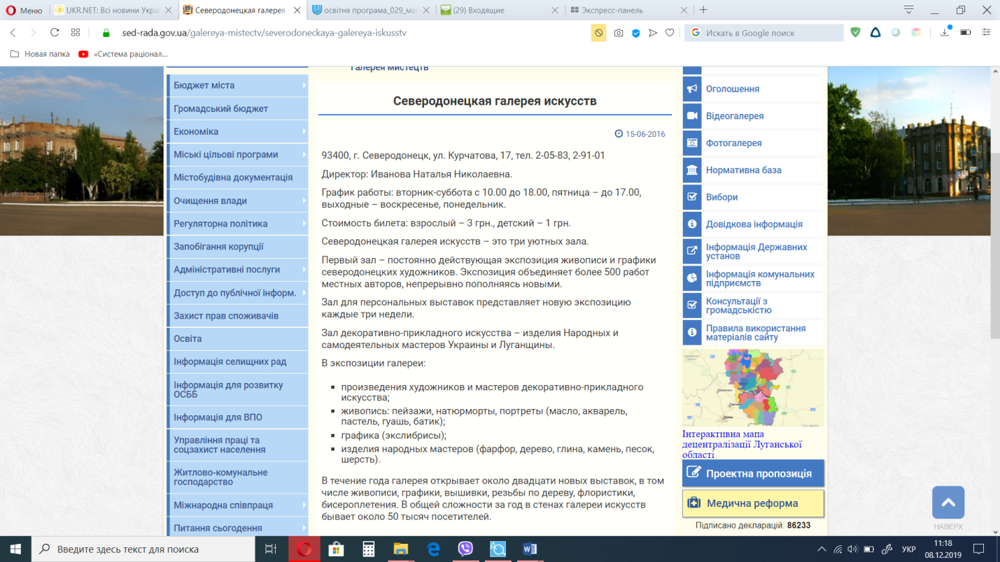 Меню
UKR.NET: Всі новини Укра
Северодонецкая галерея
освітня програма_029_ма
(29) Входящие
Экспресс-панель
sed-rada.gov.ua/galereya-mistectv/severodoneckaya-galereya-iskusstv
Искать в Google поиск
Новая папка
«Система раціонал...
Бюджет міста
Громадський бюджет
Економіка
Міські цільові програми
Містобудівна документація
Очищення влади
Регуляторна політика
Запобігання корупції
Адміністративні послуги
Доступ до публічної інформ.
Захист прав споживачів
Освіта
Інформація селищних рад
Інформація для розвитку
ОСББ
Інформація для ВПО
Управління праці та
соцзахист населення
Житлово-комунальне
господарство
Міжнародна співпраця
Питання сьогодення
Галерея мистецтв
Северодонецкая галерея искусств
15-06-2016
93400, г. Северодонецк, ул. Курчатова, 17, тел. 2-05-83, 2-91-01
Директор: Иванова Наталья Николаевна.
График работы: вторник-суббота с 10.00 до 18.00, пятница – до 17.00,
выходные – воскресенье, понедельник.
Стоимость билета: взрослый – 3 грн., детский – 1 грн.
Северодонецкая галерея искусств – это три уютных зала.
Первый зал – постоянно действующая экспозиция живописи и графики
северодонецких художников. Экспозиция объединяет более 500 работ
местных авторов, непрерывно пополняясь новыми.
Зал для персональных выставок представляет новую экспозицию
каждые три недели.
Зал декоративно-прикладного искусства – изделия Народных и
самодеятельных мастеров Украины и Луганщины.
В экспозиции галереи:
произведения художников и мастеров декоративно-прикладного
искусства;
живопись: пейзажи, натюрморты, портреты (масло, акварель,
пастель, гуашь, батик);
графика (экслибрисы);
изделия народных мастеров (фарфор, дерево, глина, камень, песок,
шерсть).
В течение года галерея открывает около двадцати новых выставок, в том
числе живописи, графики, вышивки, резьбы по дереву, флористики,
бисероплетения. В общей сложности за год в стенах галереи искусств
бывает около 50 тысяч посетителей.
Оголошення
Відеогалерея
Фотогалерея
Нормативна база
Вибори
Довідкова інформація
Інформація Державних
установ
Інформація комунальних
підприємств
Консультації з
громадськістю
Правила використання
матеріалів сайту
Інтерактивна мапа
децентралізації Луганської
області
Проектна пропозиція
Медична реформа
Підписано декларацій: 86233
НАВЕРХ
Введите здесь текст для поиска
УКР
11:18
08.12.2019